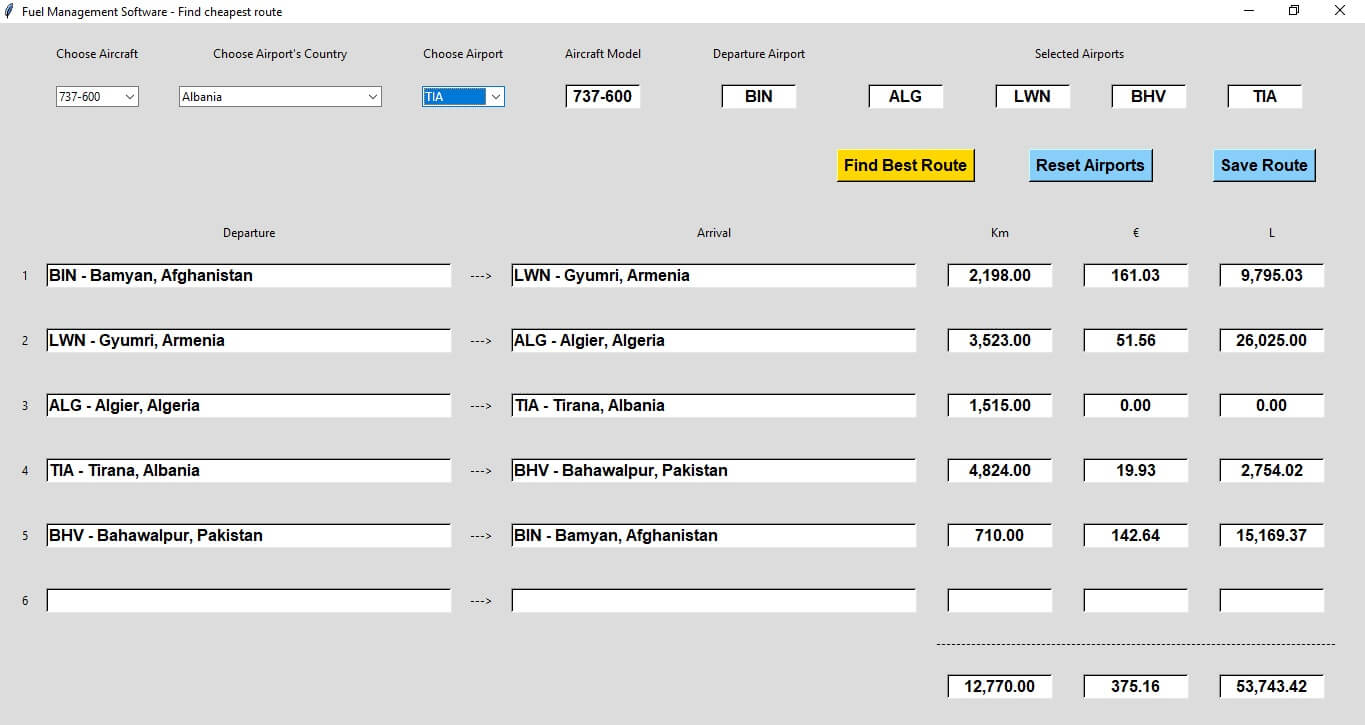 Fuel Management Software - Find cheapest route
Choose Aircraft Choose Airport's Country Choose Airport Aircraft Model Departure Airport Selected Airports
737-600 Albania TIA 737-600 BIN ALG LWN BHV TIA
Find Best Route Reset Airports Save Route
Departure Arrival Km € L
1 BIN - Bamyan, Afghanistan ---> LWN - Gyumri, Armenia 2,198.00 161.03 9,795.03
2 LWN - Gyumri, Armenia ---> ALG - Algier, Algeria 3,523.00 51.56 26,025.00
3 ALG - Algier, Algeria ---> TIA - Tirana, Albania 1,515.00 0.00 0.00
4 TIA - Tirana, Albania ---> BHV - Bahawalpur, Pakistan 4,824.00 19.93 2,754.02
5 BHV - Bahawalpur, Pakistan ---> BIN - Bamyan, Afghanistan 710.00 142.64 15,169.37
6 --->
12,770.00 375.16 53,743.42